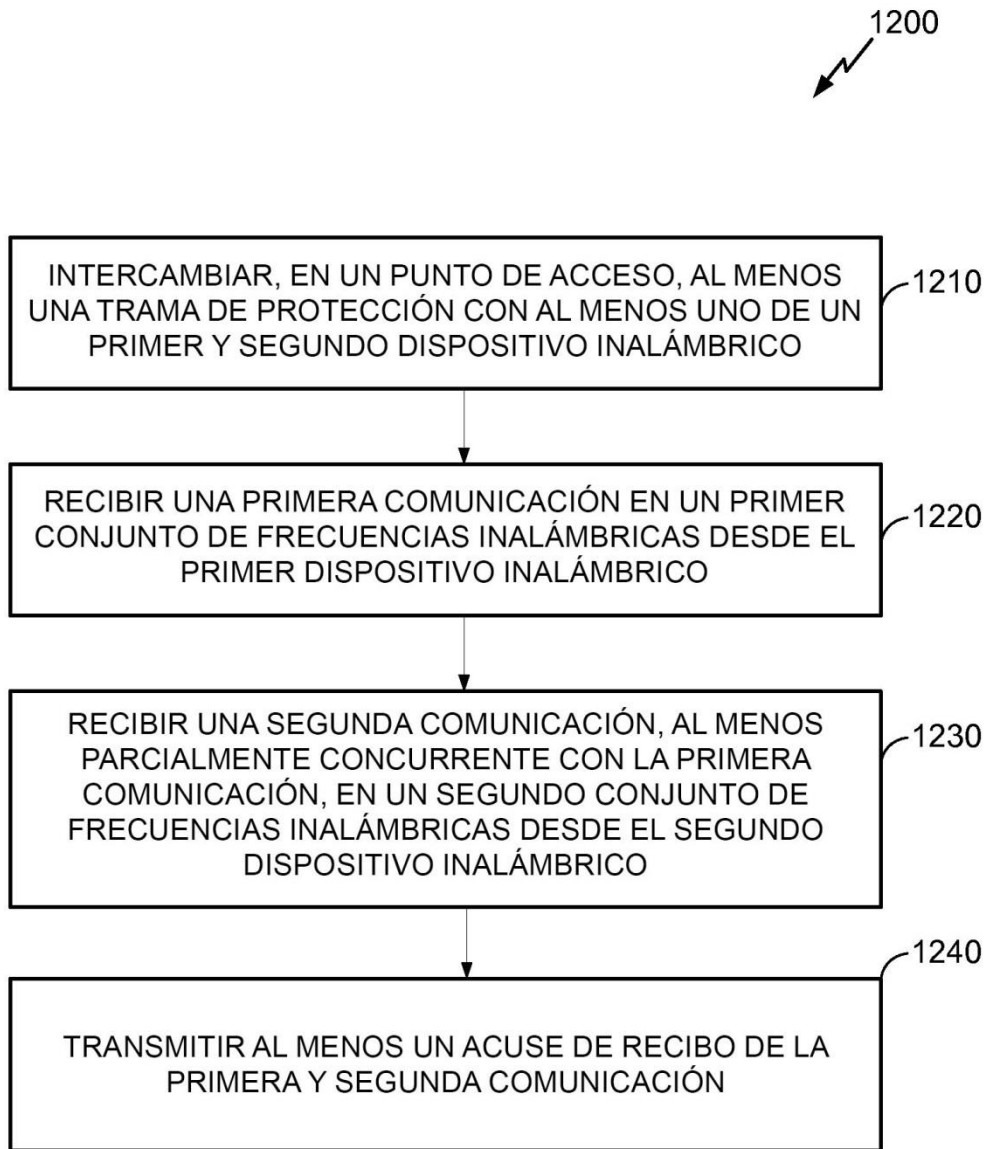 1200
INTERCAMBIAR, EN UN PUNTO DE ACCESO, AL MENOS
UNA TRAMA DE PROTECCIÓN CON AL MENOS UNO DE UN
PRIMER Y SEGUNDO DISPOSITIVO INALÁMBRICO
1210
RECIBIR UNA PRIMERA COMUNICACIÓN EN UN PRIMER
CONJUNTO DE FRECUENCIAS INALÁMBRICAS DESDE EL
PRIMER DISPOSITIVO INALÁMBRICO
1220
RECIBIR UNA SEGUNDA COMUNICACIÓN, AL MENOS
PARCIALMENTE CONCURRENTE CON LA PRIMERA
COMUNICACIÓN, EN UN SEGUNDO CONJUNTO DE
FRECUENCIAS INALÁMBRICAS DESDE EL SEGUNDO
DISPOSITIVO INALÁMBRICO
1230
TRANSMITIR AL MENOS UN ACUSE DE RECIBO DE LA
PRIMERA Y SEGUNDA COMUNICACIÓN
1240